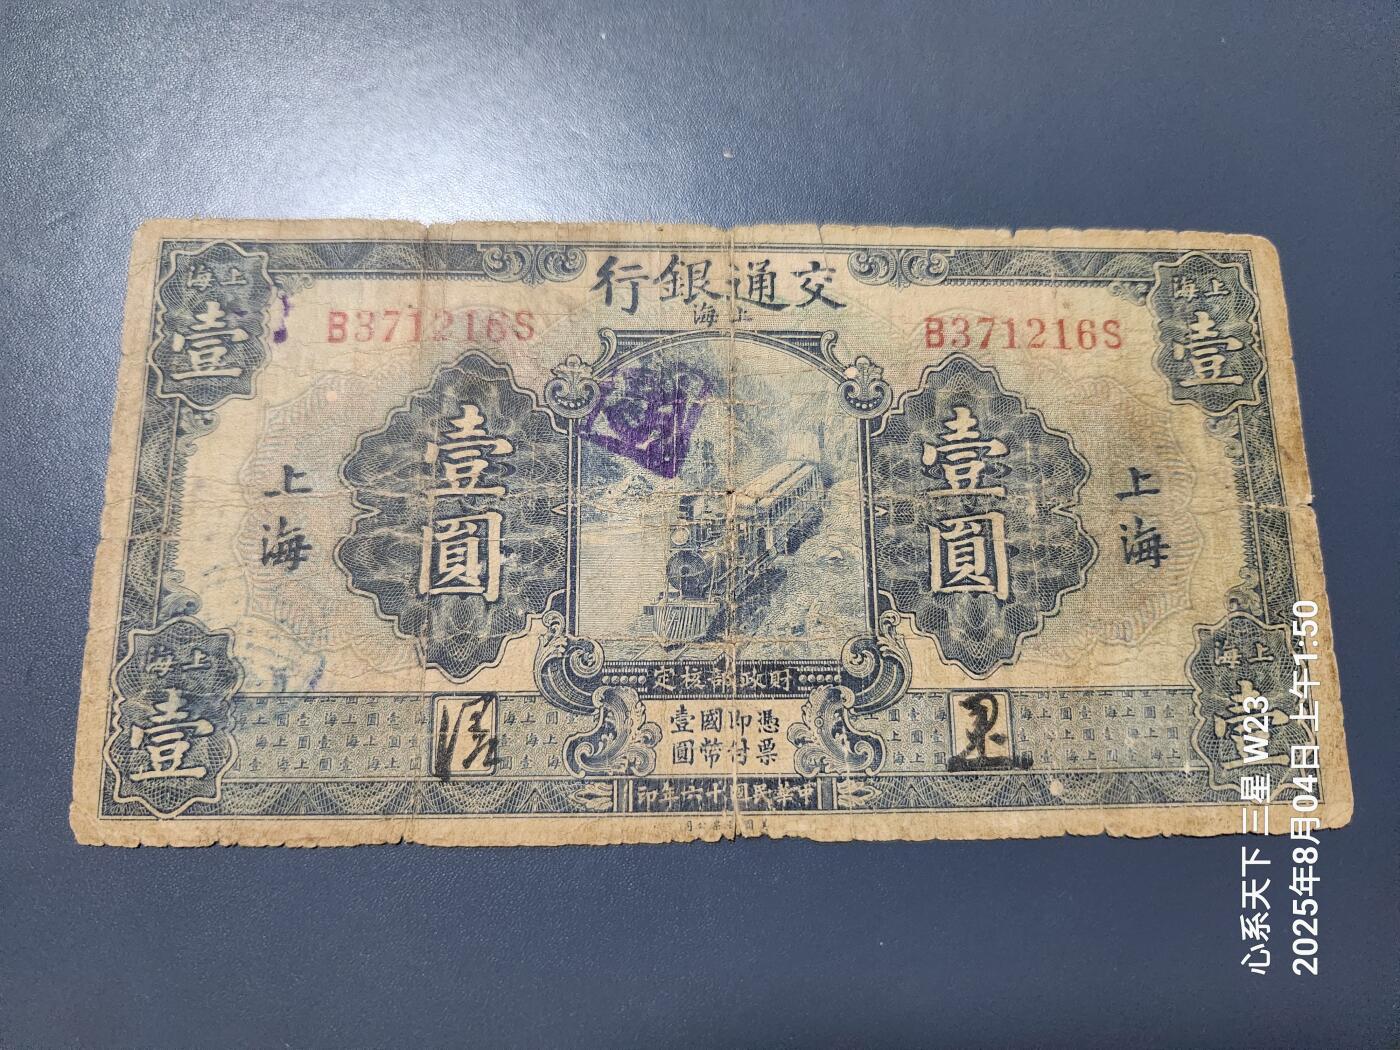 行銀通交
海上
B371216S
B371216S
海上
壹
海上
壹
壹圓
壹圓
上海
上海
定核部政財
憑票即付國幣壹圓
海上
壹
海上
壹
印年六十國民華中
心系天下 三星 W23
2025年8月04日 上午1:50